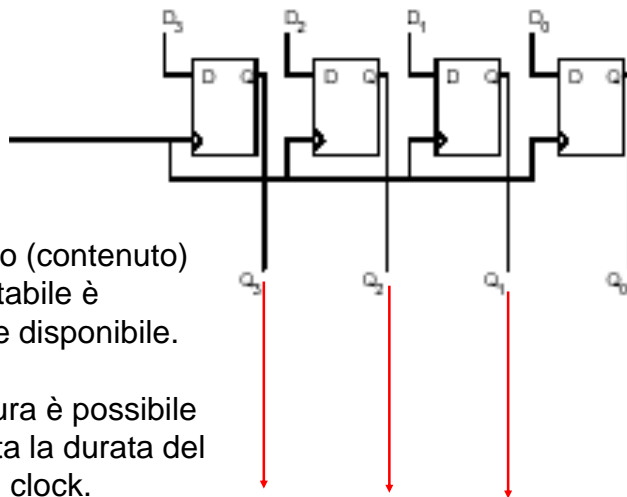 D3 D2 D1 D0
D Q D Q D Q D Q
o (contenuto)
tabile è
e disponibile.
Q3 Q2 Q1 Q0
ura è possibile
ta la durata del
clock.